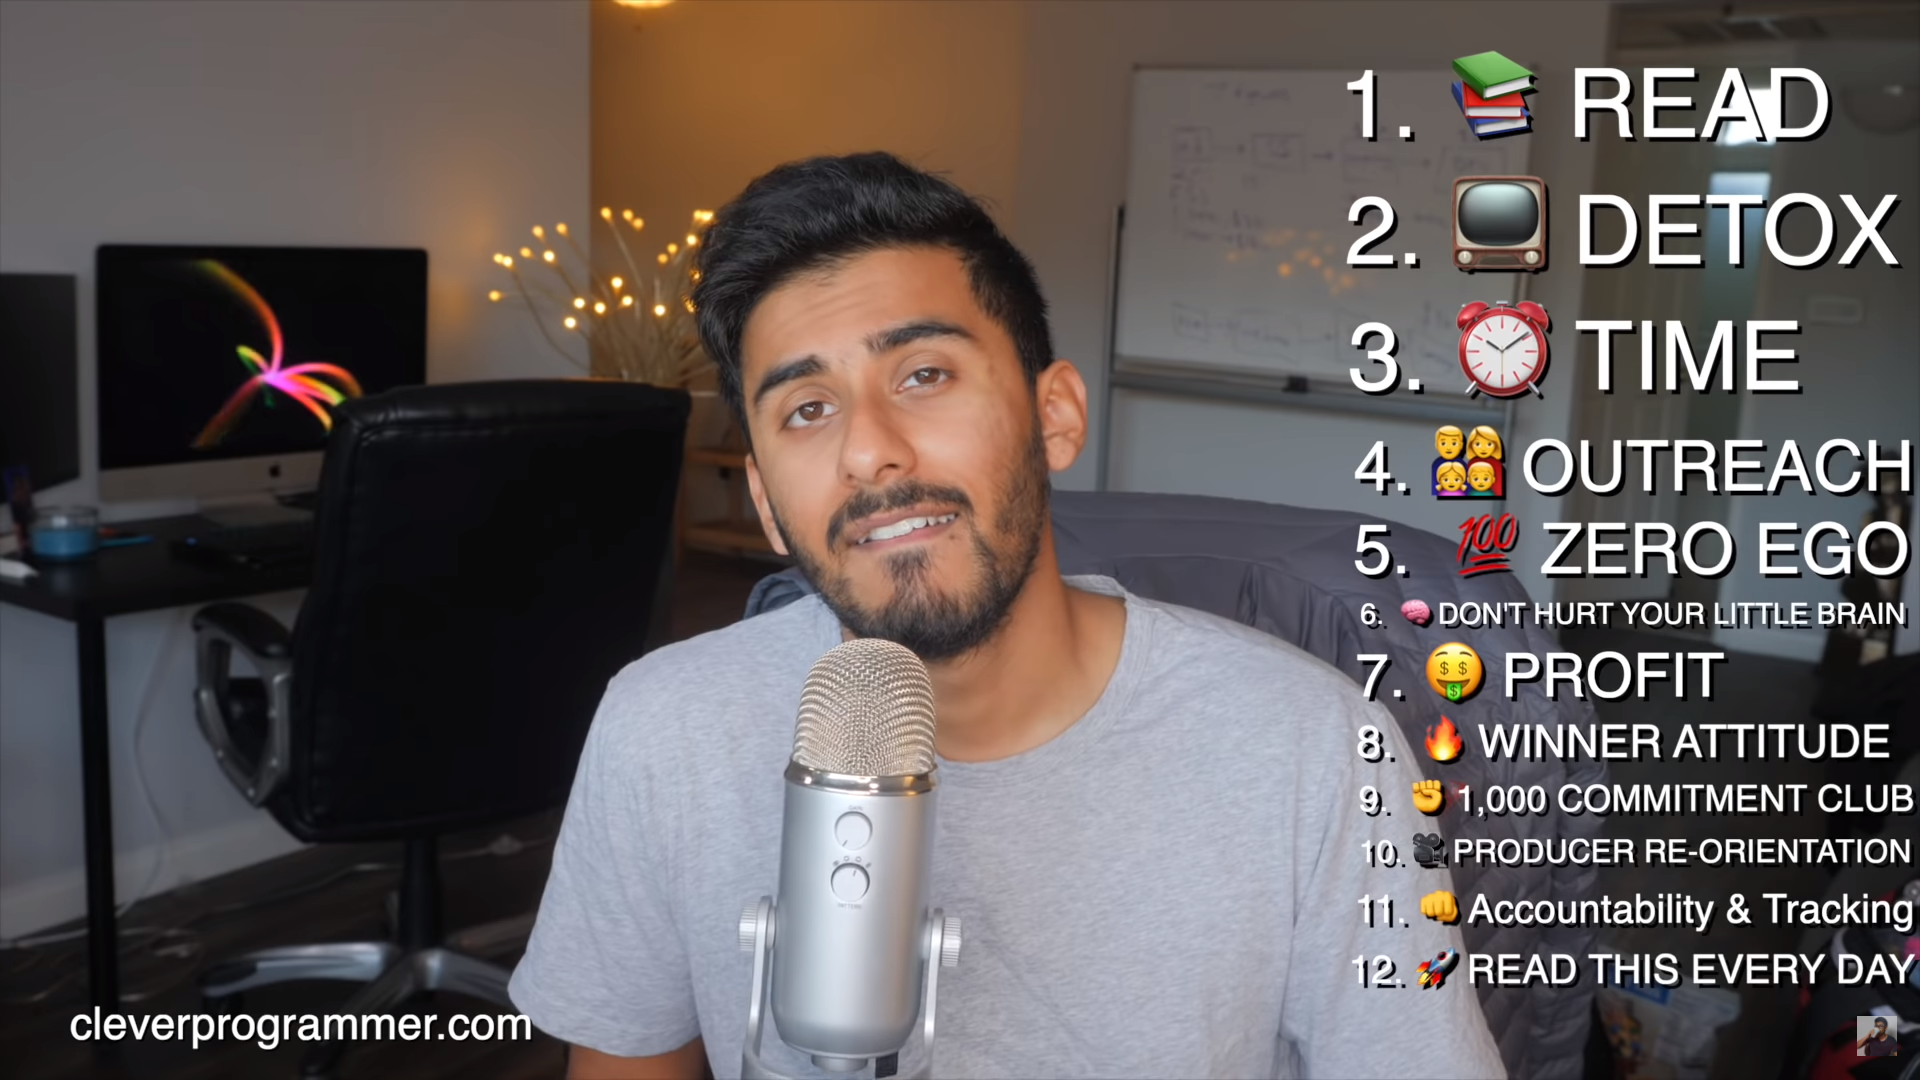 1. 📚 READ
2. 📺 DETOX
3. ⏰ TIME
4. 👨‍👩‍👧‍👦 OUTREACH
5. 💯 ZERO EGO
6. 🧠 DON'T HURT YOUR LITTLE BRAIN
7. 🤑 PROFIT
8. 🔥 WINNER ATTITUDE
9. ✊ 1,000 COMMITMENT CLUB
10. 🎥 PRODUCER RE-ORIENTATION
11. 👊 Accountability & Tracking
12. 🚀 READ THIS EVERY DAY
cleverprogrammer.com